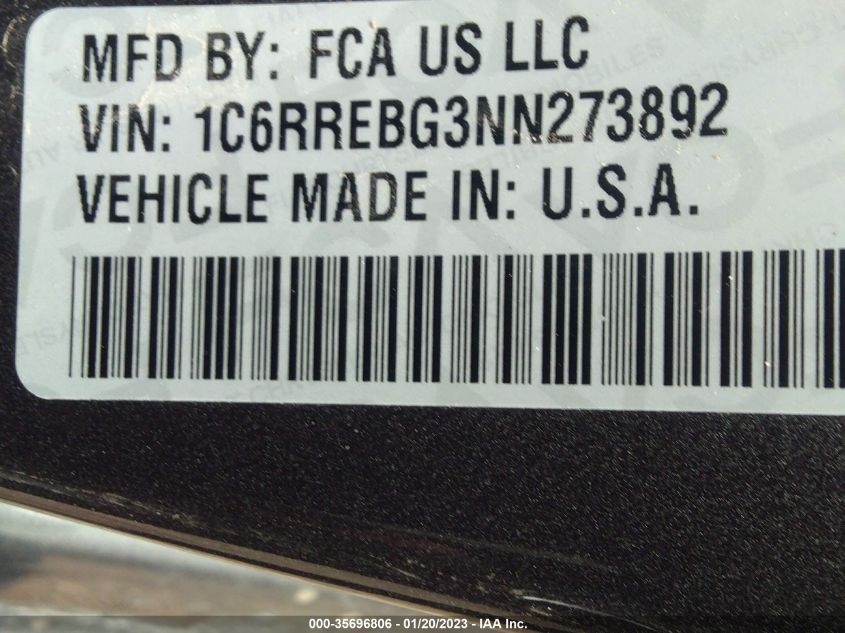 MFD BY: FCA US LLC
VIN: 1C6RREBG3NN273892
VEHICLE MADE IN: U.S.A.
000-35696806 - 01/20/2023 - IAA Inc.